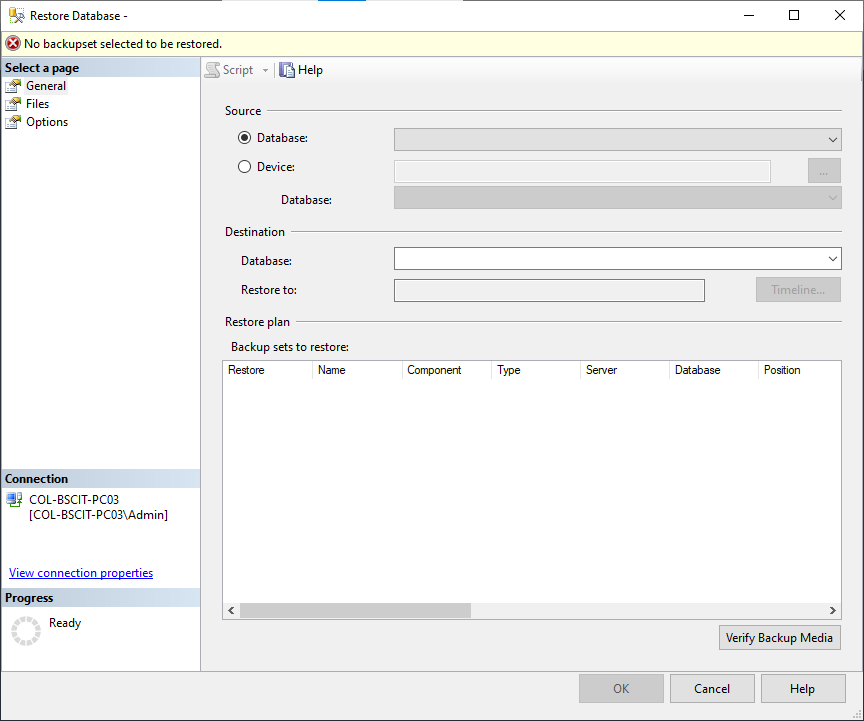 Restore Database -
No backupset selected to be restored.
Select a page
General
Files
Options
Script
Help
Source
Database:
Device:
...
Database:
Destination
Database:
Restore to:
Timeline...
Restore plan
Backup sets to restore:
Restore Name Component Type Server Database Position
Connection
COL-BSCIT-PC03
[COL-BSCIT-PC03\Admin]
View connection properties
Progress
Ready
Verify Backup Media
OK Cancel Help